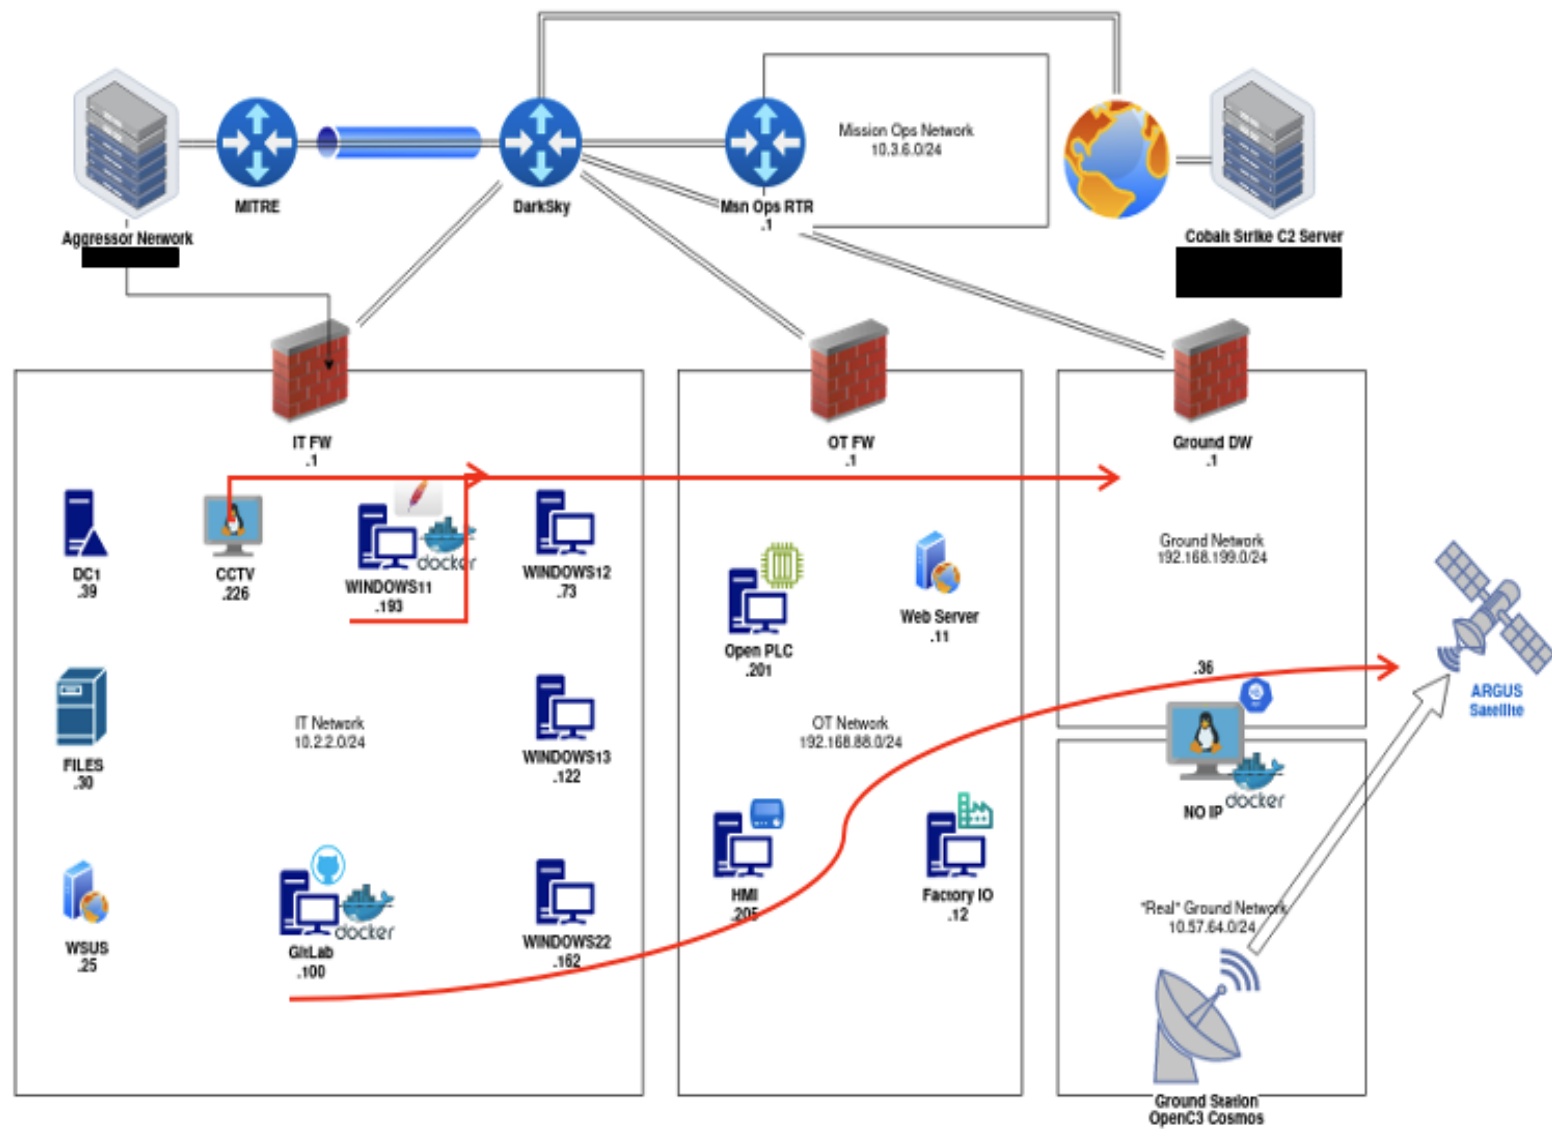 Mission Ops Network
10.3.6.0/24
MITRE
DarkSky
Msn Ops RTR
.1
Aggressor Network
Cobalt Strike C2 Server
IT FW
.1
OT FW
.1
Ground DW
.1
DC1
.39
CCTV
.226
docker
WINDOWS11
.193
WINDOWS12
.73
Open PLC
.201
Web Server
.11
Ground Network
192.168.199.0/24
FILES
.30
IT Network
10.2.2.0/24
WINDOWS13
.122
OT Network
192.168.88.0/24
.36
ARGUS
Satellite
docker
NO IP
WSUS
.25
docker
GitLab
.100
WINDOWS22
.162
HMI
.205
Factory IO
.12
"Real" Ground Network
10.57.64.0/24
Ground Station
OpenC3 Cosmos